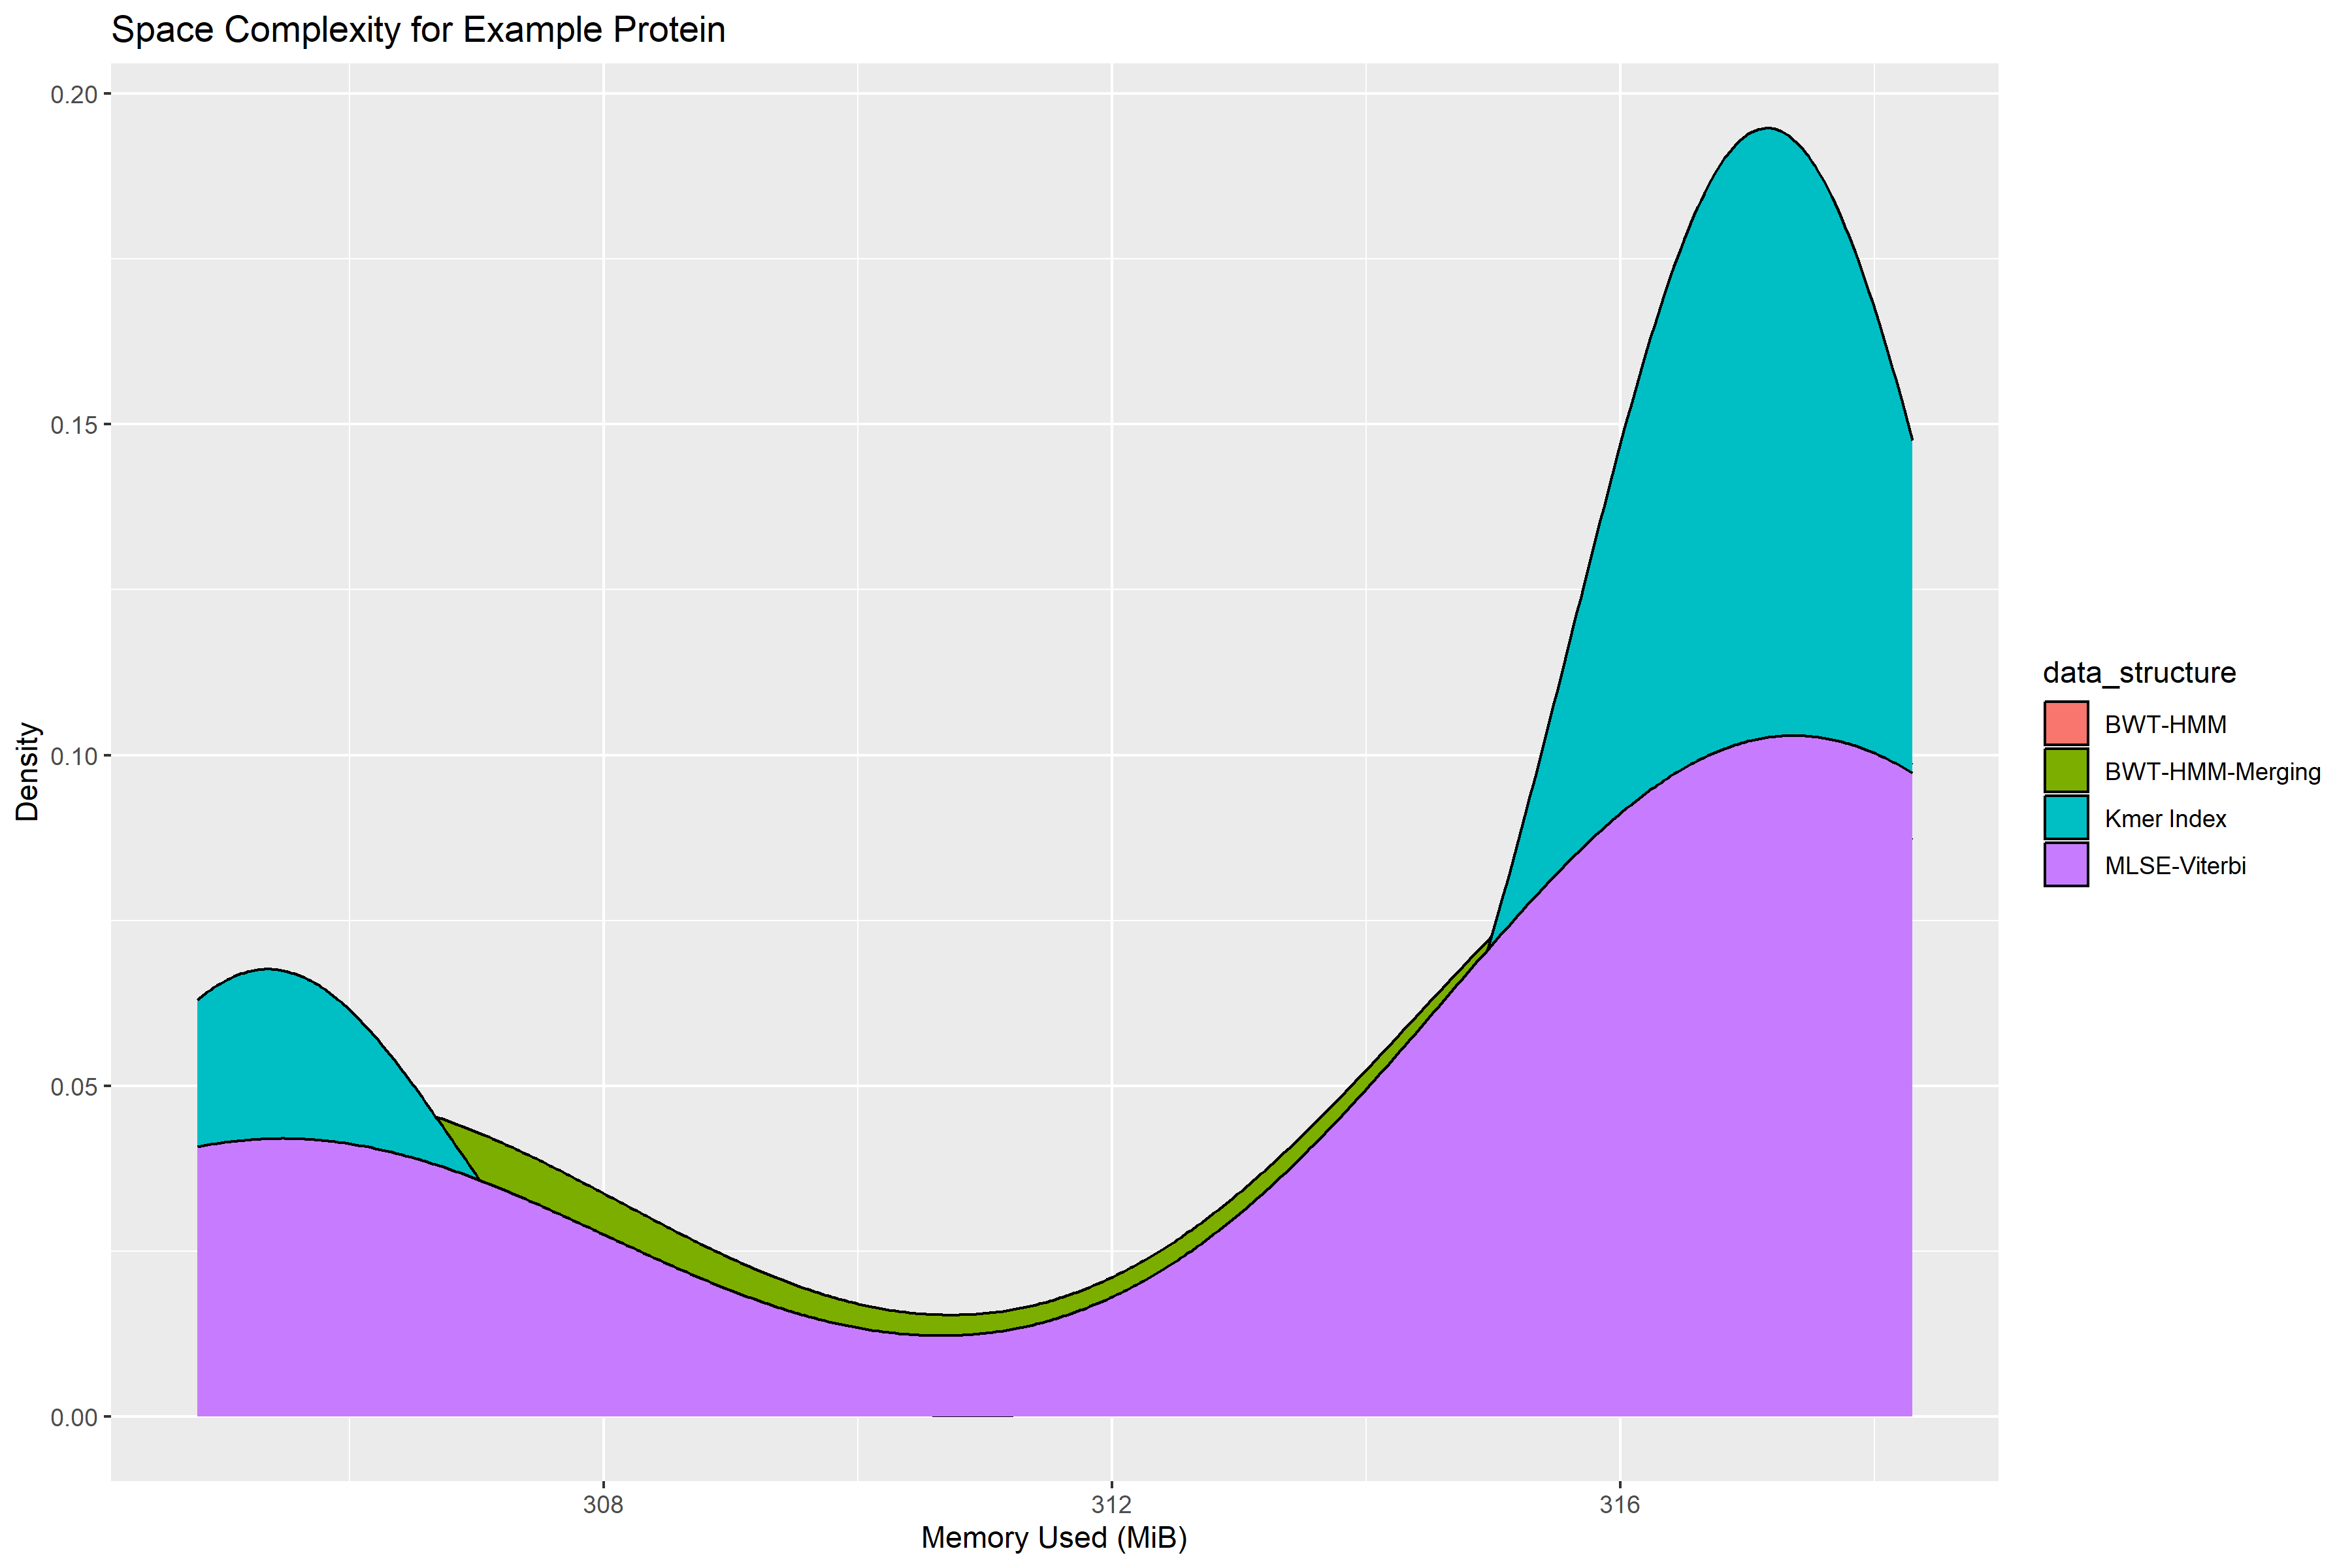 Space Complexity for Example Protein
0.20
0.15
0.10
0.05
0.00
Density
308
312
316
Memory Used (MiB)
data_structure
BWT-HMM
BWT-HMM-Merging
Kmer Index
MLSE-Viterbi